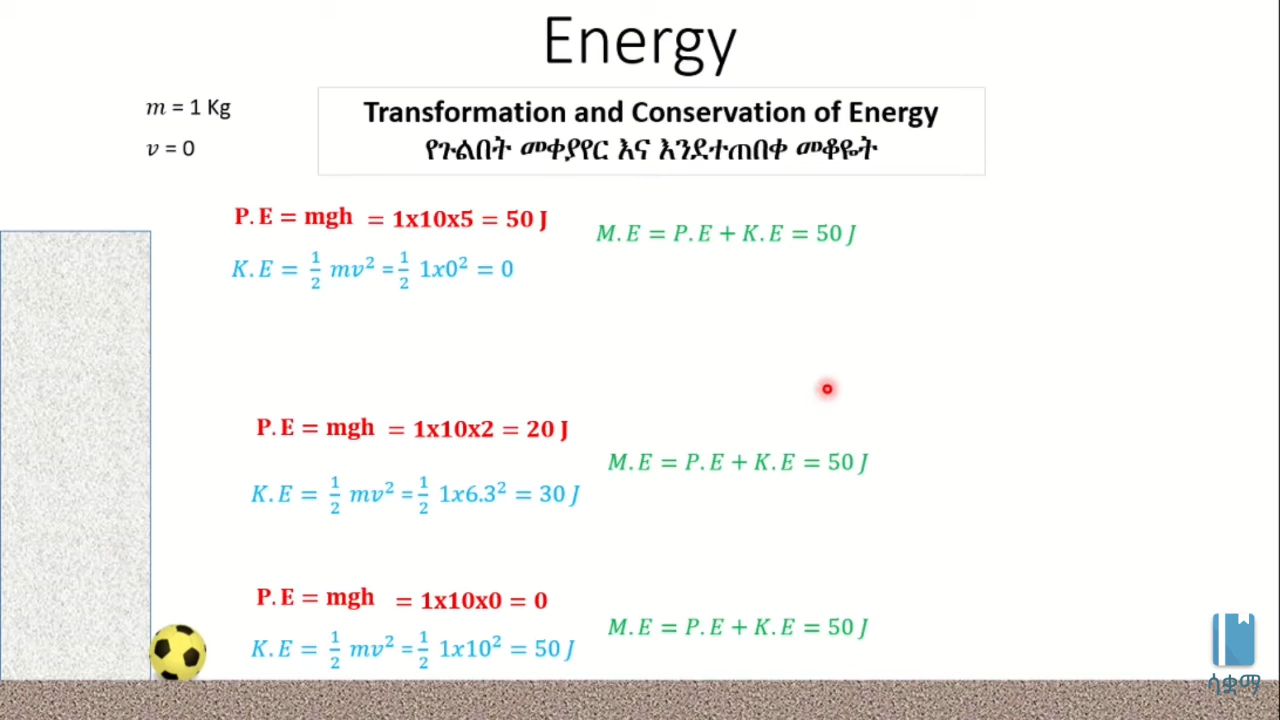 Energy
m = 1 Kg
v = 0
Transformation and Conservation of Energy
የጉልበት መቀያየር እና እንደተጠበቀ መቆዬት
P.E = mgh = 1x10x5 = 50 J
M.E = P.E + K.E = 50 J
K.E = 1/2 mv² = 1/2 1x0² = 0
P.E = mgh = 1x10x2 = 20 J
M.E = P.E + K.E = 50 J
K.E = 1/2 mv² = 1/2 1x6.3² = 30 J
P.E = mgh = 1x10x0 = 0
M.E = P.E + K.E = 50 J
K.E = 1/2 mv² = 1/2 1x10² = 50 J
ሳቋማ